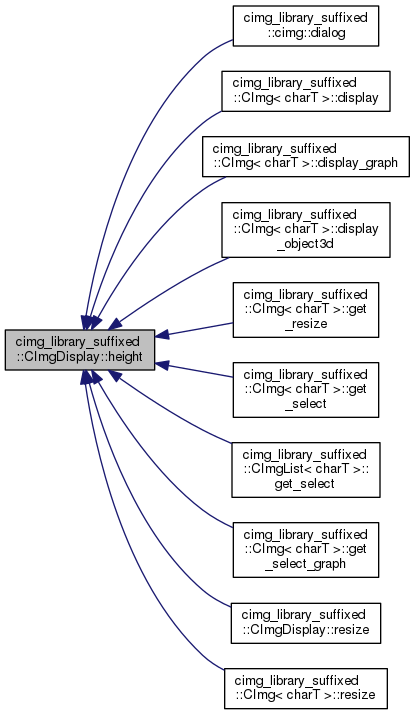 cimg_library_suffixed
::cimg::dialog
cimg_library_suffixed
::CImg< charT >::display
cimg_library_suffixed
::CImg< charT >::display_graph
cimg_library_suffixed
::CImg< charT >::display
_object3d
cimg_library_suffixed
::CImg< charT >::get
_resize
cimg_library_suffixed
::CImgDisplay::height
cimg_library_suffixed
::CImg< charT >::get
_select
cimg_library_suffixed
::CImgList< charT >::
get_select
cimg_library_suffixed
::CImg< charT >::get
_select_graph
cimg_library_suffixed
::CImgDisplay::resize
cimg_library_suffixed
::CImg< charT >::resize